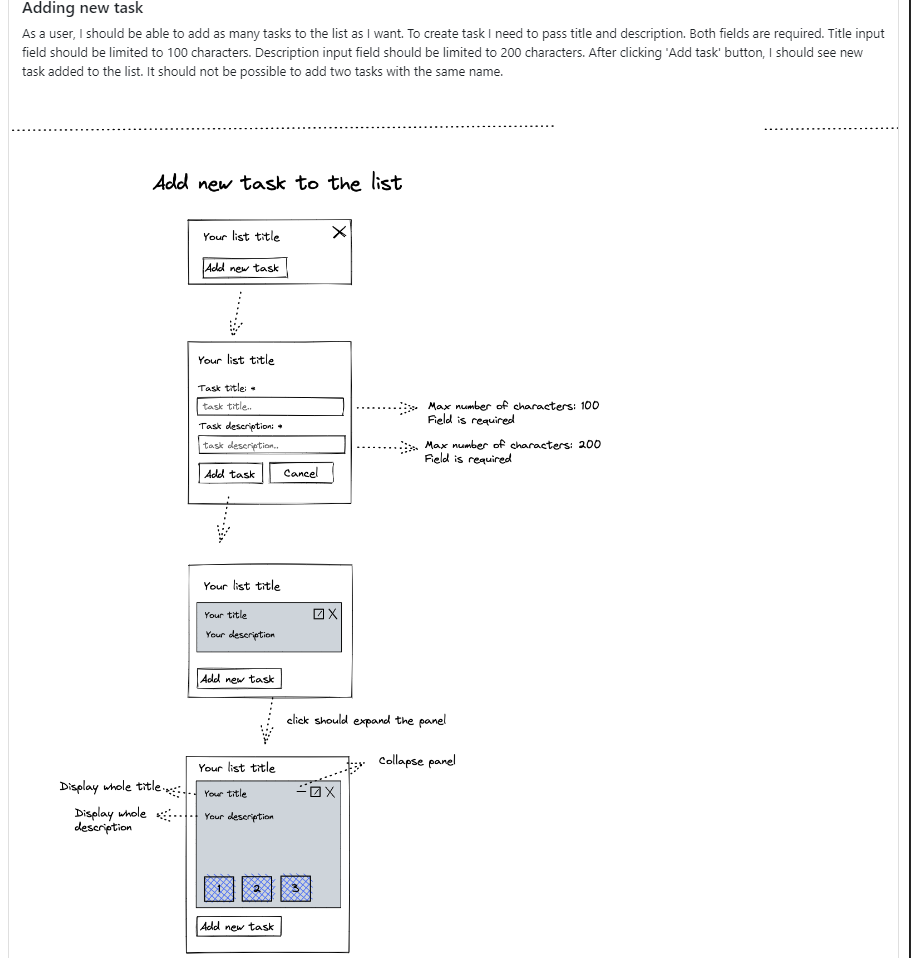 Adding new task
As a user, I should be able to add as many tasks to the list as I want. To create task I need to pass title and description. Both fields are required. Title input
field should be limited to 100 characters. Description input field should be limited to 200 characters. After clicking 'Add task' button, I should see new
task added to the list. It should not be possible to add two tasks with the same name.
Add new task to the list
Your list title
Add new task
Your list title
Task title: *
task title..
Max number of characters: 100
Field is required
Task description: *
task description..
Max number of characters: 200
Field is required
Add task
Cancel
Your list title
Your title
X
Your description
Add new task
click should expand the panel
Your list title
Collapse panel
Display whole title
Your title
X
Display whole
description
Your description
1
2
3
Add new task